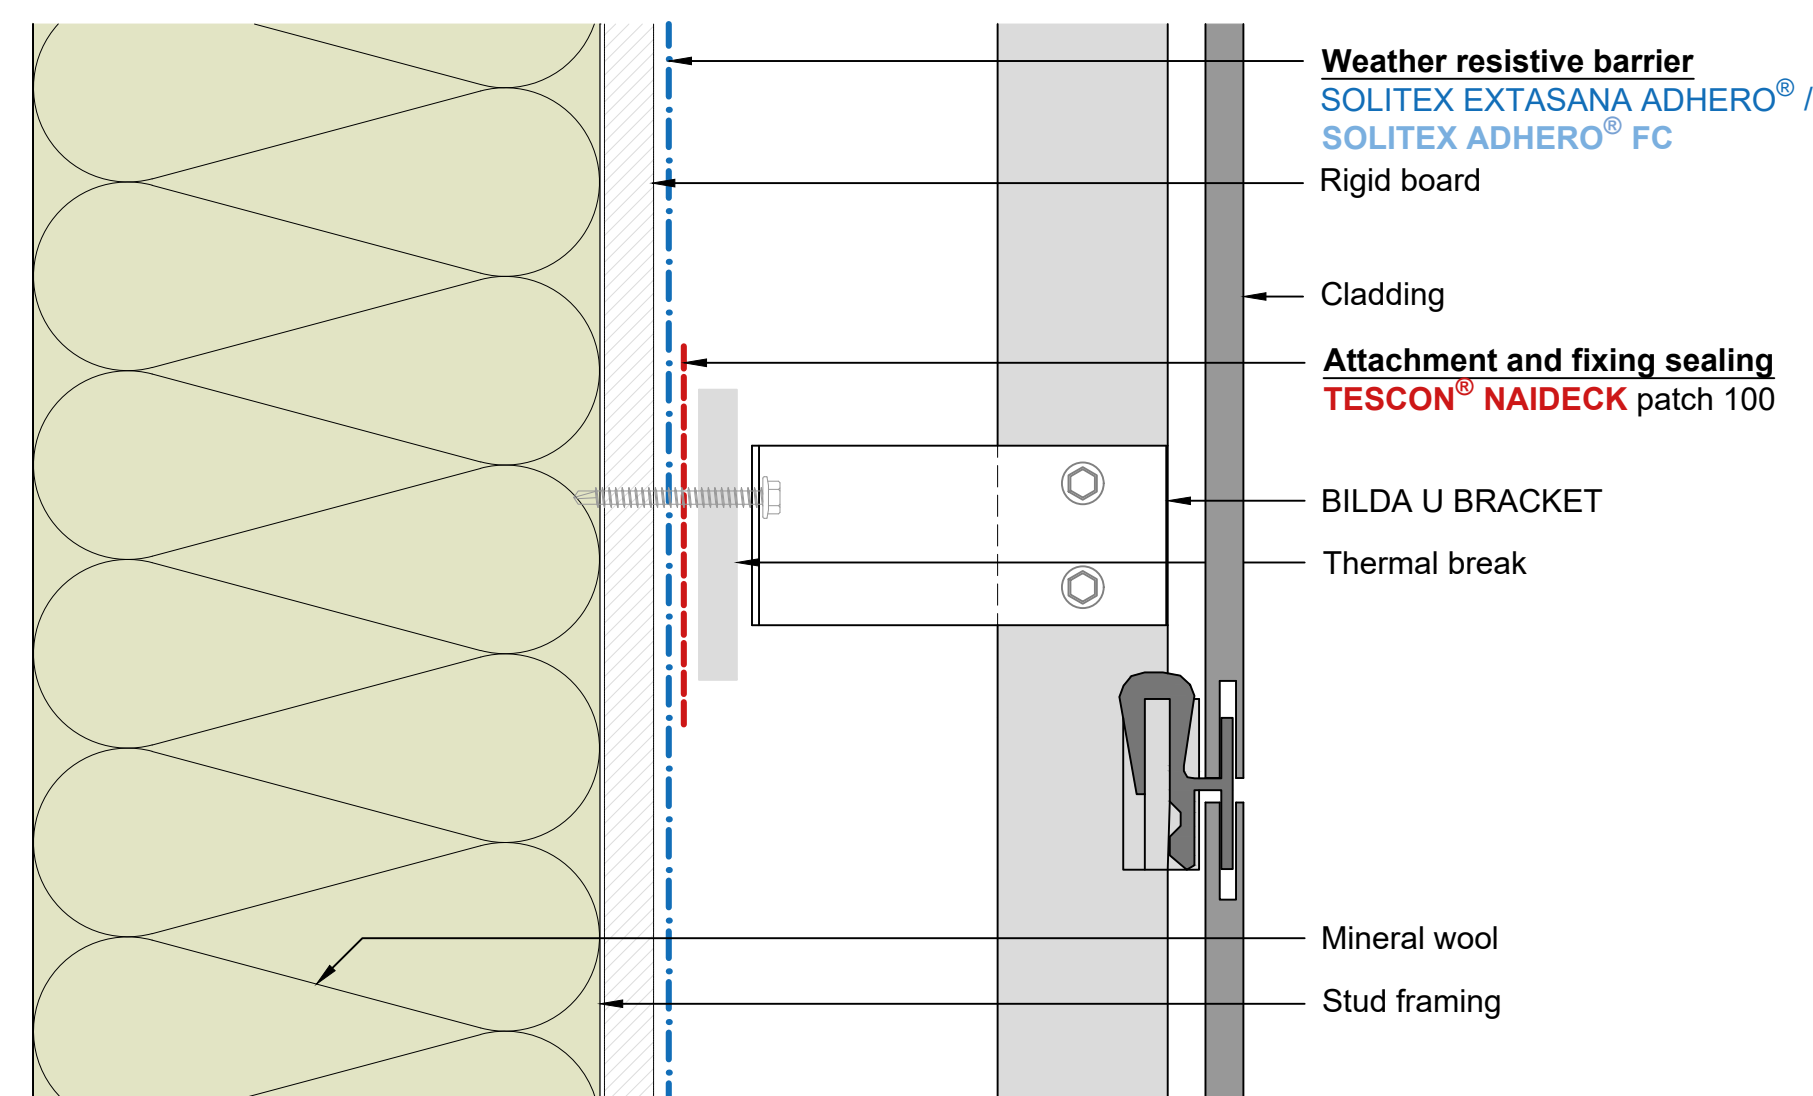 Weather resistive barrier
SOLITEX EXTASANA ADHERO® /
SOLITEX ADHERO® FC
Rigid board
Cladding
Attachment and fixing sealing
TESCON® NAIDECK patch 100
BILDA U BRACKET
Thermal break
Mineral wool
Stud framing